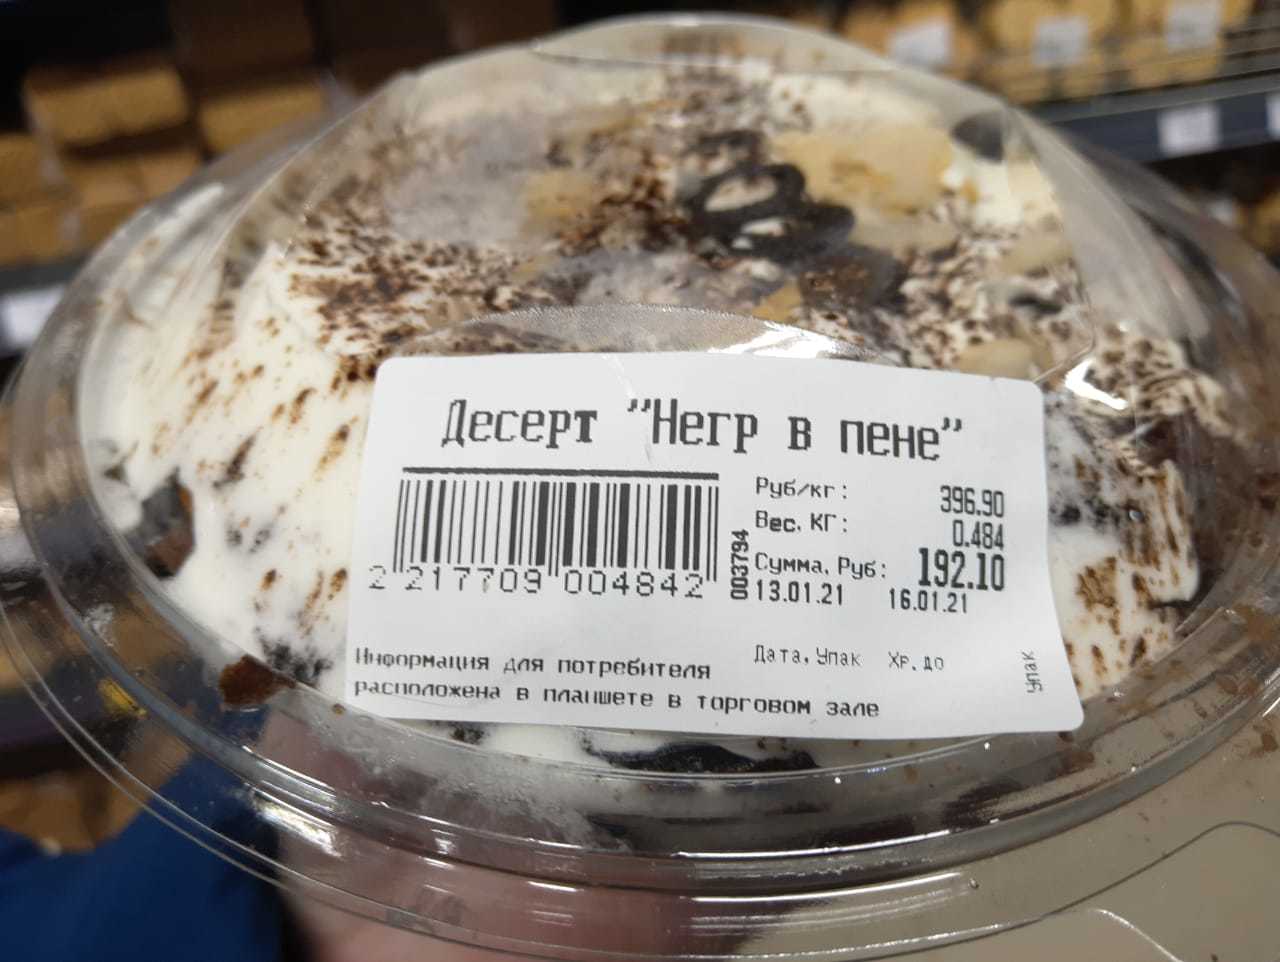 Десерт "Негр в пене"
Руб/кг: 396.90
Вес, КГ: 0.484
Сумма, Руб: 192.10
2 217709 004842
003794
13.01.21 16.01.21
Дата, Упак Хр. до
Упак
Информация для потребителя
расположена в планшете в торговом зале